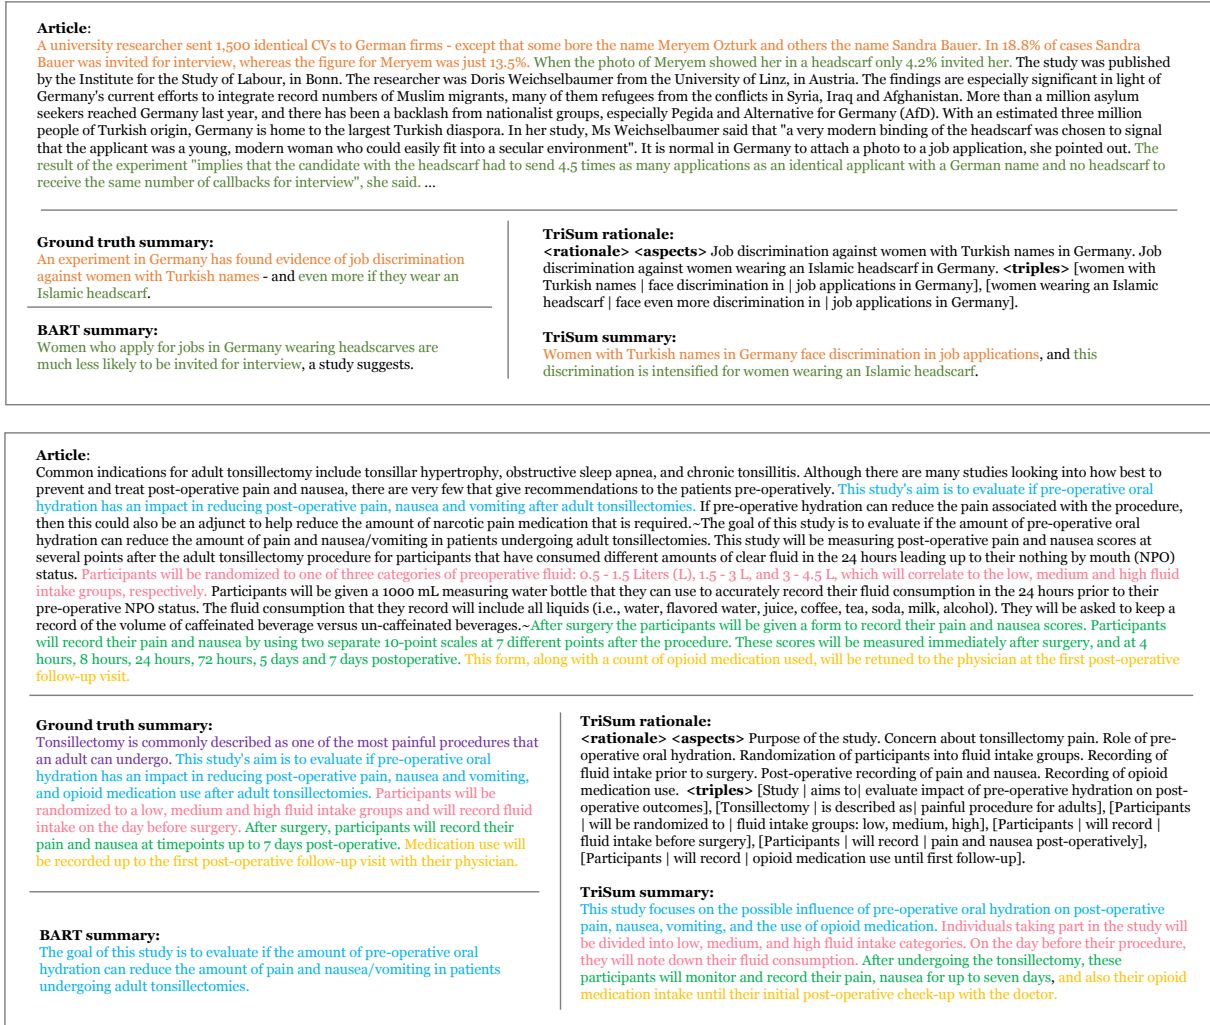 Article:
A university researcher sent 1,500 identical CVs to German firms - except that some bore the name Meryem Ozturk and others the name Sandra Bauer. In 18.8% of cases Sandra
Bauer was invited for interview, whereas the figure for Meryem was just 13.5%. When the photo of Meryem showed her in a headscarf only 4.2% invited her. The study was published
by the Institute for the Study of Labour, in Bonn. The researcher was Doris Weichselbaumer from the University of Linz, in Austria. The findings are especially significant in light of
Germany's current efforts to integrate record numbers of Muslim migrants, many of them refugees from the conflicts in Syria, Iraq and Afghanistan. More than a million asylum
seekers reached Germany last year, and there has been a backlash from nationalist groups, especially Pegida and Alternative for Germany (AfD). With an estimated three million
people of Turkish origin, Germany is home to the largest Turkish diaspora. In her study, Ms Weichselbaumer said that "a very modern binding of the headscarf was chosen to signal
that the applicant was a young, modern woman who could easily fit into a secular environment". It is normal in Germany to attach a photo to a job application, she pointed out. The
result of the experiment "implies that the candidate with the headscarf had to send 4.5 times as many applications as an identical applicant with a German name and no headscarf to
receive the same number of callbacks for interview", she said. ...
Ground truth summary:
An experiment in Germany has found evidence of job discrimination
against women with Turkish names - and even more if they wear an
Islamic headscarf.
BART summary:
Women who apply for jobs in Germany wearing headscarves are
much less likely to be invited for interview, a study suggests.
TriSum rationale:
<rationale> <aspects> Job discrimination against women with Turkish names in Germany. Job
discrimination against women wearing an Islamic headscarf in Germany. <triples> [women with
Turkish names | face discrimination in | job applications in Germany], [women wearing an Islamic
headscarf | face even more discrimination in | job applications in Germany].
TriSum summary:
Women with Turkish names in Germany face discrimination in job applications, and this
discrimination is intensified for women wearing an Islamic headscarf.
Article:
Common indications for adult tonsillectomy include tonsillar hypertrophy, obstructive sleep apnea, and chronic tonsillitis. Although there are many studies looking into how best to
prevent and treat post-operative pain and nausea, there are very few that give recommendations to the patients pre-operatively. This study's aim is to evaluate if pre-operative oral
hydration has an impact in reducing post-operative pain, nausea and vomiting after adult tonsillectomies. If pre-operative hydration can reduce the pain associated with the procedure,
then this could also be an adjunct to help reduce the amount of narcotic pain medication that is required.~The goal of this study is to evaluate if the amount of pre-operative oral
hydration can reduce the amount of pain and nausea/vomiting in patients undergoing adult tonsillectomies. This study will be measuring post-operative pain and nausea scores at
several points after the adult tonsillectomy procedure for participants that have consumed different amounts of clear fluid in the 24 hours leading up to their nothing by mouth (NPO)
status. Participants will be randomized to one of three categories of preoperative fluid: 0.5 - 1.5 Liters (L), 1.5 - 3 L, and 3 - 4.5 L, which will correlate to the low, medium and high fluid
intake groups, respectively. Participants will be given a 1000 mL measuring water bottle that they can use to accurately record their fluid consumption in the 24 hours prior to their
pre-operative NPO status. The fluid consumption that they record will include all liquids (i.e., water, flavored water, juice, coffee, tea, soda, milk, alcohol). They will be asked to keep a
record of the volume of caffeinated beverage versus un-caffeinated beverages.~After surgery the participants will be given a form to record their pain and nausea scores. Participants
will record their pain and nausea by using two separate 10-point scales at 7 different points after the procedure. These scores will be measured immediately after surgery, and at 4
hours, 8 hours, 24 hours, 72 hours, 5 days and 7 days postoperative. This form, along with a count of opioid medication used, will be retuned to the physician at the first post-operative
follow-up visit.
Ground truth summary:
Tonsillectomy is commonly described as one of the most painful procedures that
an adult can undergo. This study's aim is to evaluate if pre-operative oral
hydration has an impact in reducing post-operative pain, nausea and vomiting,
and opioid medication use after adult tonsillectomies. Participants will be
randomized to a low, medium and high fluid intake groups and will record fluid
intake on the day before surgery. After surgery, participants will record their
pain and nausea at timepoints up to 7 days post-operative. Medication use will
be recorded up to the first post-operative follow-up visit with their physician.
BART summary:
The goal of this study is to evaluate if the amount of pre-operative oral
hydration can reduce the amount of pain and nausea/vomiting in patients
undergoing adult tonsillectomies.
TriSum rationale:
<rationale> <aspects> Purpose of the study. Concern about tonsillectomy pain. Role of pre-
operative oral hydration. Randomization of participants into fluid intake groups. Recording of
fluid intake prior to surgery. Post-operative recording of pain and nausea. Recording of opioid
medication use. <triples> [Study | aims to| evaluate impact of pre-operative hydration on post-
operative outcomes], [Tonsillectomy | is described as| painful procedure for adults], [Participants
| will be randomized to | fluid intake groups: low, medium, high], [Participants | will record |
fluid intake before surgery], [Participants | will record | pain and nausea post-operatively],
[Participants | will record | opioid medication use until first follow-up].
TriSum summary:
This study focuses on the possible influence of pre-operative oral hydration on post-operative
pain, nausea, vomiting, and the use of opioid medication. Individuals taking part in the study will
be divided into low, medium, and high fluid intake categories. On the day before their procedure,
they will note down their fluid consumption. After undergoing the tonsillectomy, these
participants will monitor and record their pain, nausea for up to seven days, and also their opioid
medication intake until their initial post-operative check-up with the doctor.